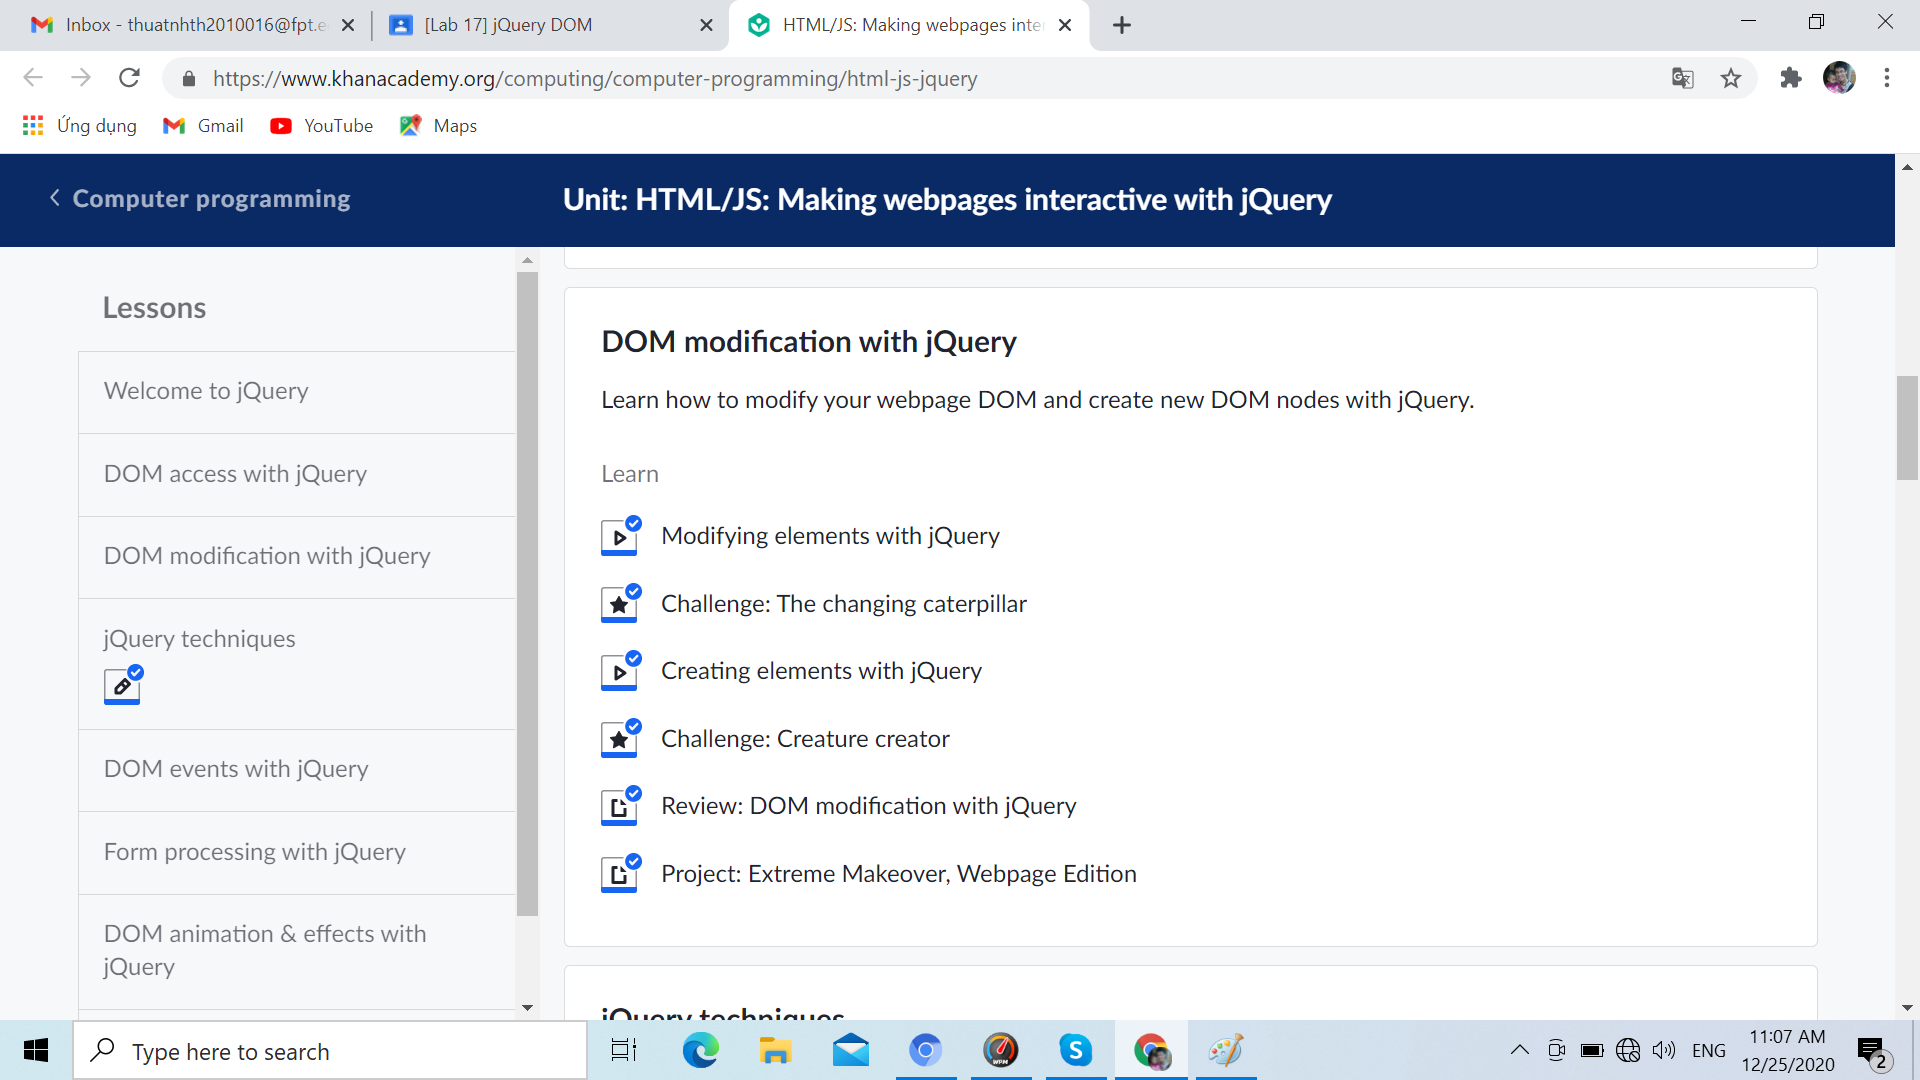 Inbox - thuatnhth2010016@fpt.e
[Lab 17] jQuery DOM
HTML/JS: Making webpages inte
https://www.khanacademy.org/computing/computer-programming/html-js-jquery
Ứng dụng
Gmail
YouTube
Maps
Computer programming
Unit: HTML/JS: Making webpages interactive with jQuery
Lessons
Welcome to jQuery
DOM access with jQuery
DOM modification with jQuery
jQuery techniques
DOM events with jQuery
Form processing with jQuery
DOM animation & effects with
jQuery
DOM modification with jQuery
Learn how to modify your webpage DOM and create new DOM nodes with jQuery.
Learn
Modifying elements with jQuery
Challenge: The changing caterpillar
Creating elements with jQuery
Challenge: Creature creator
Review: DOM modification with jQuery
Project: Extreme Makeover, Webpage Edition
jQuery techniques
Type here to search
WPM
ENG
11:07 AM
12/25/2020
2